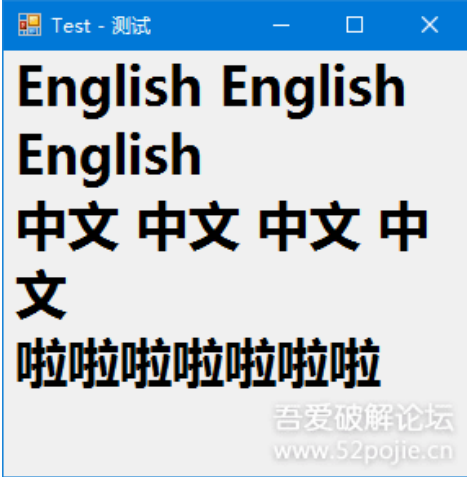 Test - 测试
English English
English
中文 中文 中文 中
文
啦啦啦啦啦啦啦
吾爱破解论坛
www.52pojie.cn